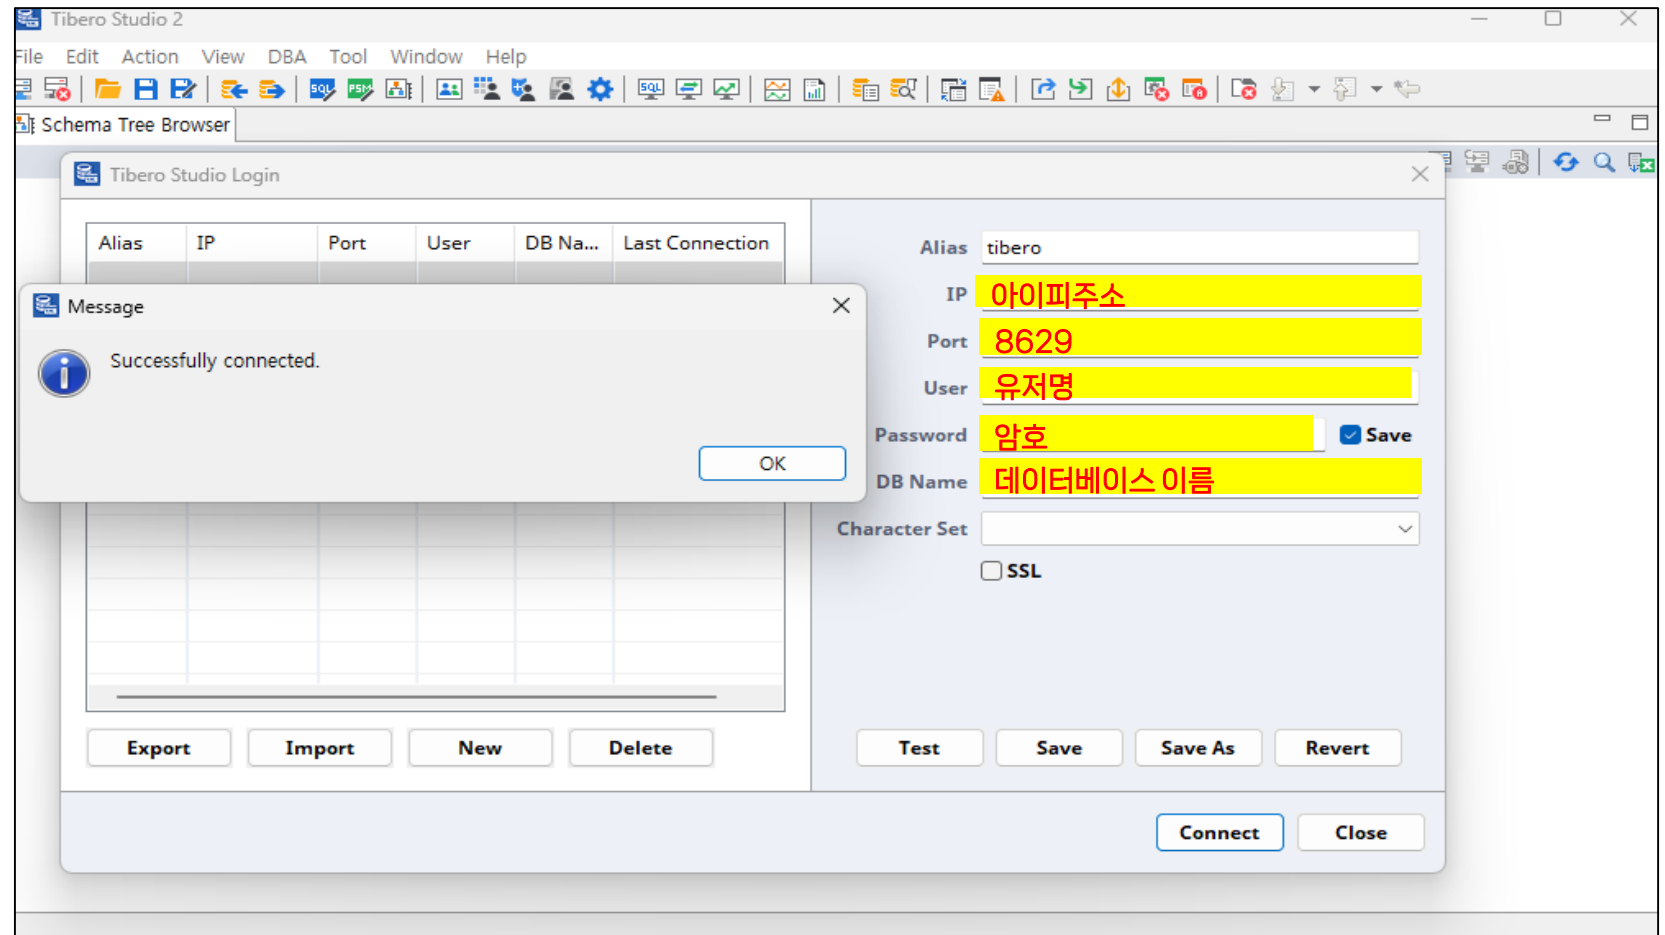 Tibero Studio 2
File Edit Action View DBA Tool Window Help
Schema Tree Browser
Tibero Studio Login
Alias IP Port User DB Na... Last Connection
Message
Successfully connected.
OK
Alias tibero
IP 아이피주소
Port 8629
User 유저명
Password 암호 Save
DB Name 데이터베이스 이름
Character Set
SSL
Export Import New Delete
Test Save Save As Revert
Connect Close